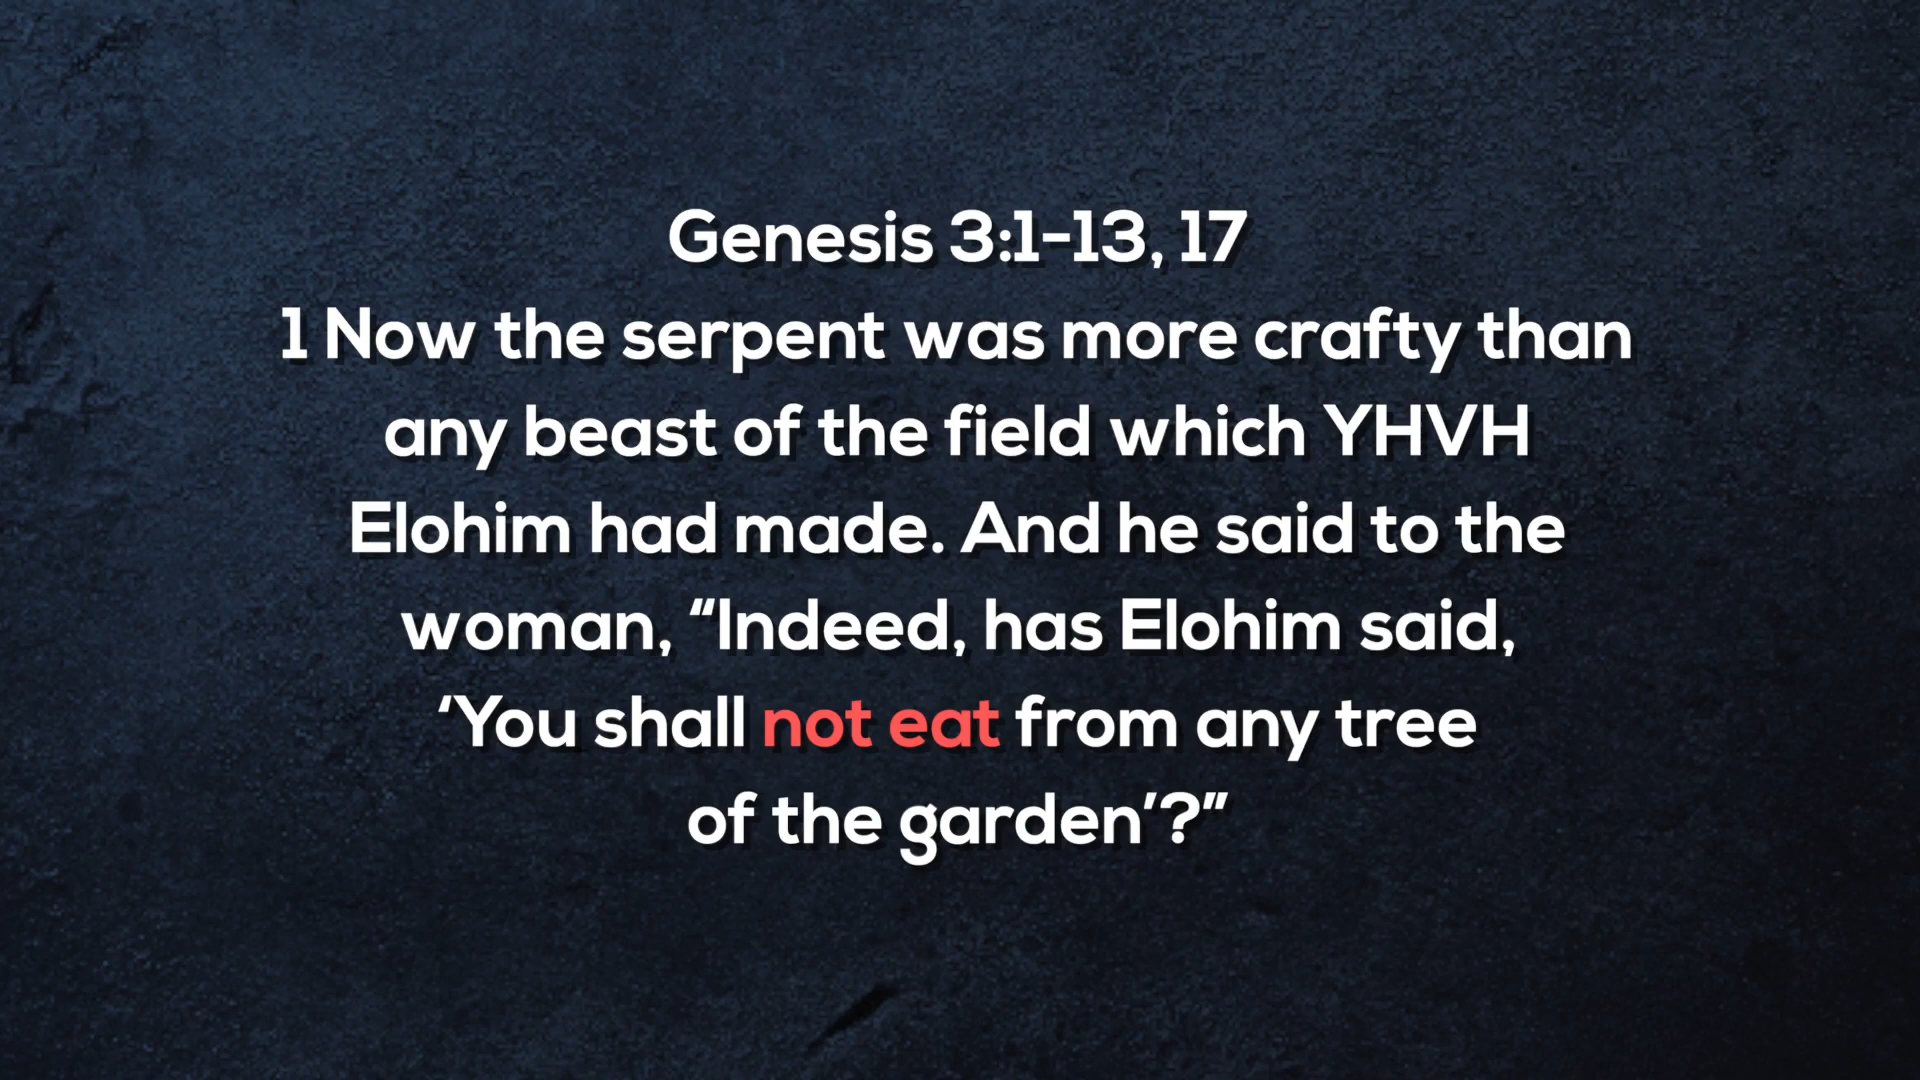 Genesis 3:1-13, 17
1 Now the serpent was more crafty than
any beast of the field which YHVH
Elohim had made. And he said to the
woman, “Indeed, has Elohim said,
‘You shall not eat from any tree
of the garden’?”